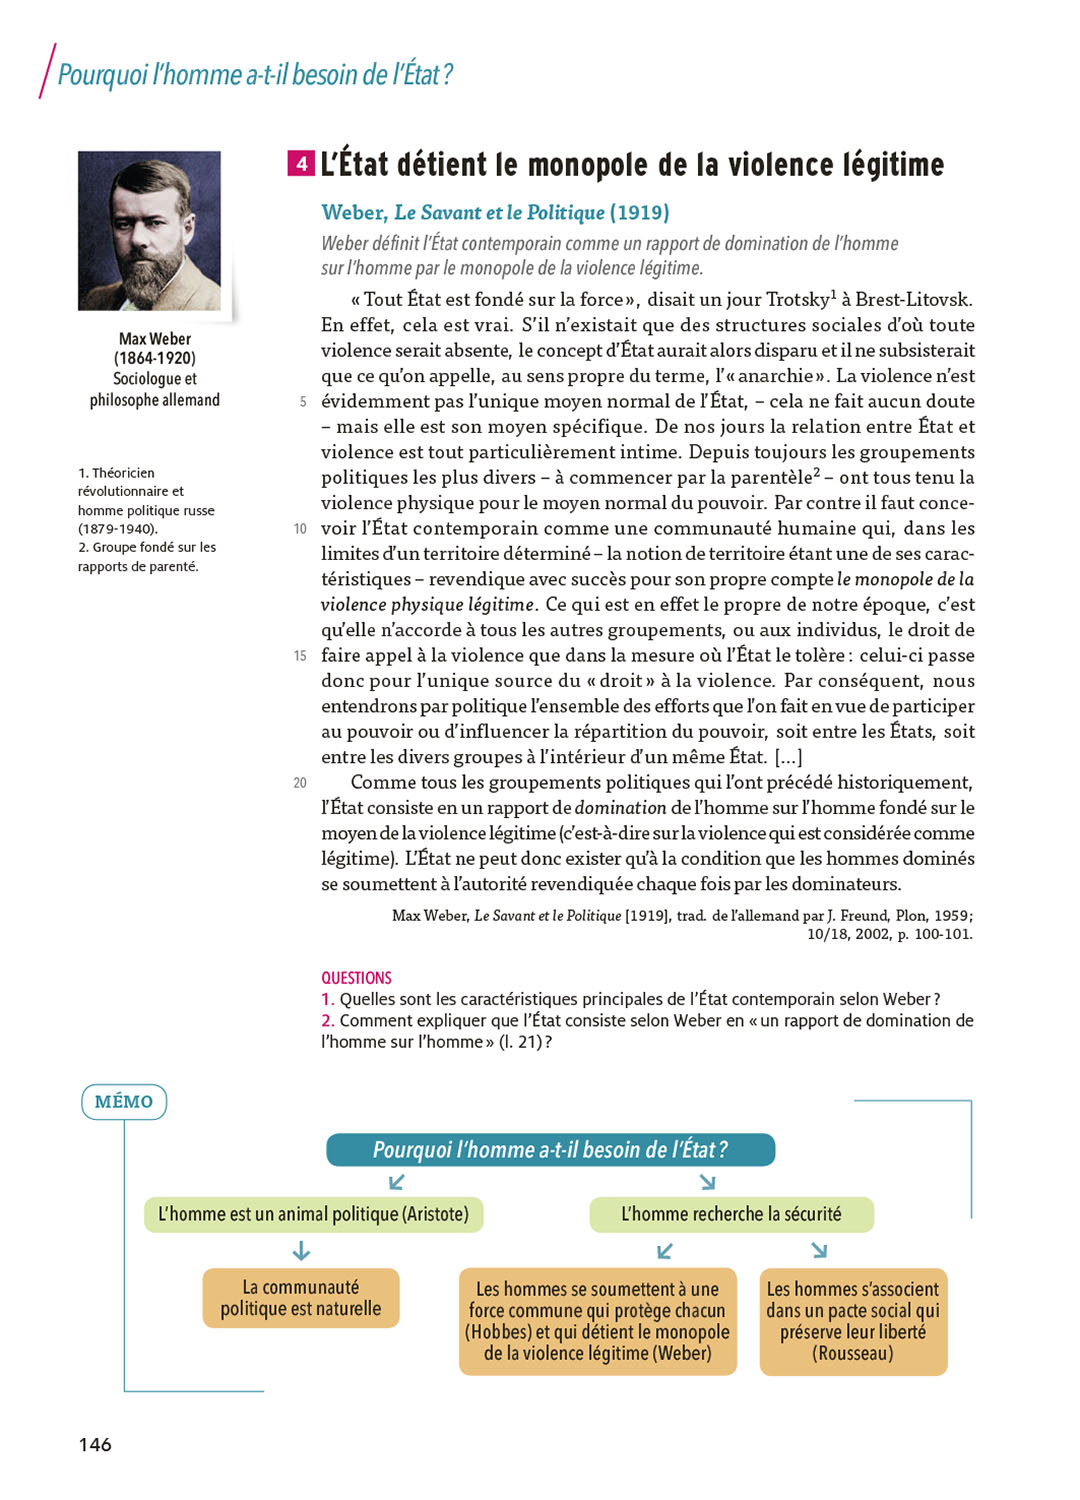 Pourquoi l’homme a-t-il besoin de l’État ?
4 L’État détient le monopole de la violence légitime
Weber, Le Savant et le Politique (1919)
Weber définit l’État contemporain comme un rapport de domination de l’homme
sur l’homme par le monopole de la violence légitime.
Max Weber
(1864-1920)
Sociologue et
philosophe allemand
1. Théoricien
révolutionnaire et
homme politique russe
(1879-1940).
2. Groupe fondé sur les
rapports de parenté.
« Tout État est fondé sur la force », disait un jour Trotsky1 à Brest-Litovsk.
En effet, cela est vrai. S’il n’existait que des structures sociales d’où toute
violence serait absente, le concept d’État aurait alors disparu et il ne subsisterait
que ce qu’on appelle, au sens propre du terme, l’« anarchie ». La violence n’est
5 évidemment pas l’unique moyen normal de l’État, – cela ne fait aucun doute
– mais elle est son moyen spécifique. De nos jours la relation entre État et
violence est tout particulièrement intime. Depuis toujours les groupements
politiques les plus divers – à commencer par la parentèle2 – ont tous tenu la
violence physique pour le moyen normal du pouvoir. Par contre il faut conce-
10 voir l’État contemporain comme une communauté humaine qui, dans les
limites d’un territoire déterminé – la notion de territoire étant une de ses carac-
téristiques – revendique avec succès pour son propre compte le monopole de la
violence physique légitime. Ce qui est en effet le propre de notre époque, c’est
qu’elle n’accorde à tous les autres groupements, ou aux individus, le droit de
15 faire appel à la violence que dans la mesure où l’État le tolère : celui-ci passe
donc pour l’unique source du « droit » à la violence. Par conséquent, nous
entendrons par politique l’ensemble des efforts que l’on fait en vue de participer
au pouvoir ou d’influencer la répartition du pouvoir, soit entre les États, soit
entre les divers groupes à l’intérieur d’un même État. [...]
20 Comme tous les groupements politiques qui l’ont précédé historiquement,
l’État consiste en un rapport de domination de l’homme sur l’homme fondé sur le
moyen de la violence légitime (c’est-à-dire sur la violence qui est considérée comme
légitime). L’État ne peut donc exister qu’à la condition que les hommes dominés
se soumettent à l’autorité revendiquée chaque fois par les dominateurs.
Max Weber, Le Savant et le Politique [1919], trad. de l’allemand par J. Freund, Plon, 1959 ;
10/18, 2002, p. 100-101.
QUESTIONS
1. Quelles sont les caractéristiques principales de l’État contemporain selon Weber ?
2. Comment expliquer que l’État consiste selon Weber en « un rapport de domination de
l’homme sur l’homme » (l. 21) ?
MÉMO
Pourquoi l’homme a-t-il besoin de l’État ?
L’homme est un animal politique (Aristote)
L’homme recherche la sécurité
La communauté
politique est naturelle
Les hommes se soumettent à une
force commune qui protège chacun
(Hobbes) et qui détient le monopole
de la violence légitime (Weber)
Les hommes s’associent
dans un pacte social qui
préserve leur liberté
(Rousseau)
146